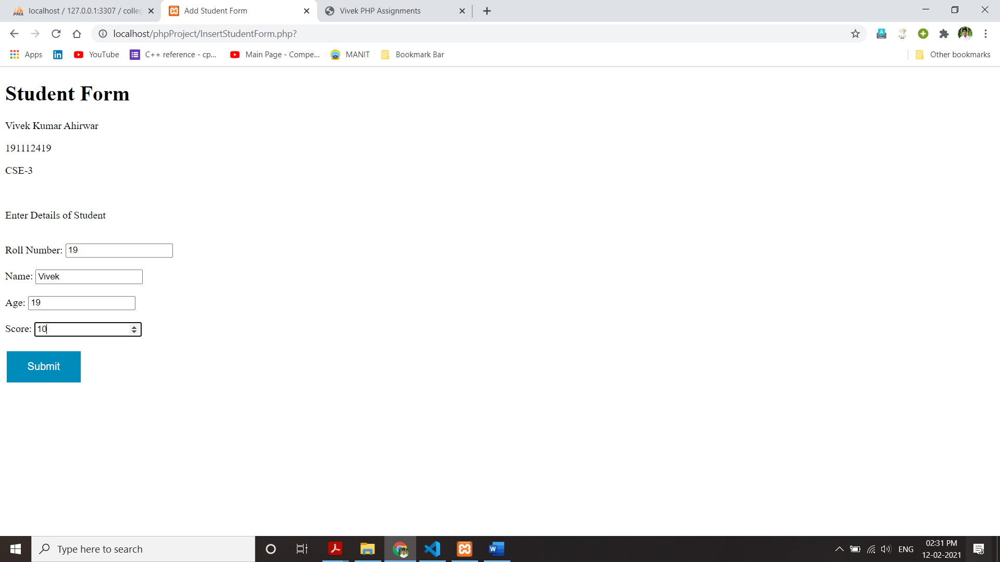 localhost / 127.0.0.1:3307 / colleg
Add Student Form
Vivek PHP Assignments
localhost/phpProject/InsertStudentForm.php?
Apps
YouTube
C++ reference - cp...
Main Page - Compe...
MANIT
Bookmark Bar
Other bookmarks
Student Form
Vivek Kumar Ahirwar
191112419
CSE-3
Enter Details of Student
Roll Number: 19
Name: Vivek
Age: 19
Score: 10
Submit
Type here to search
ENG
02:31 PM
12-02-2021